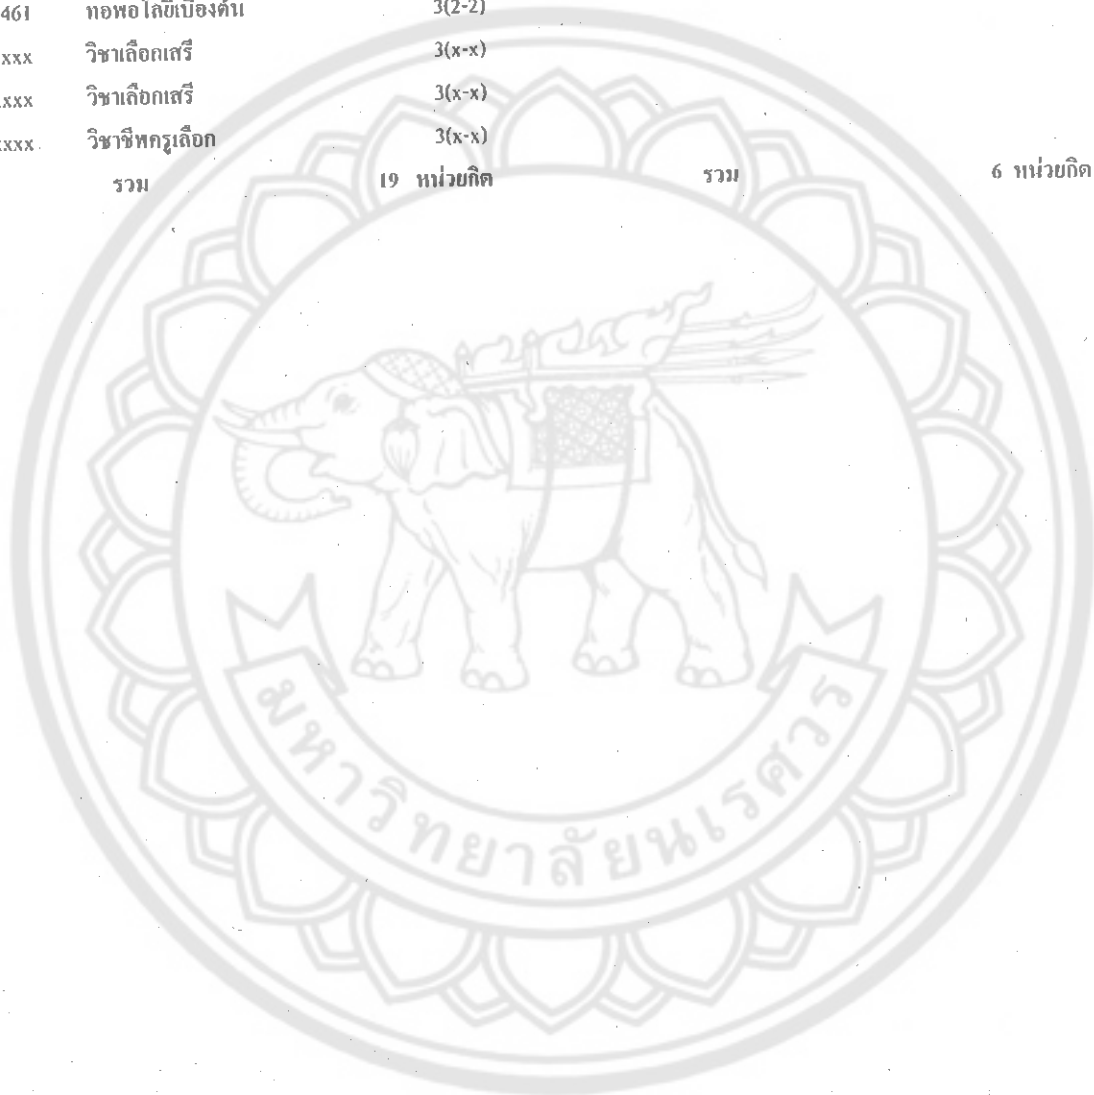 461 ทอพอโลยีเบื้องต้น 3(2-2)
xxx วิชาเลือกเสรี 3(x-x)
xxx วิชาเลือกเสรี 3(x-x)
xxx วิชาชีพครูเลือก 3(x-x)
รวม 19 หน่วยกิต รวม 6 หน่วยกิต
มหาวิทยาลัยนเรศวร